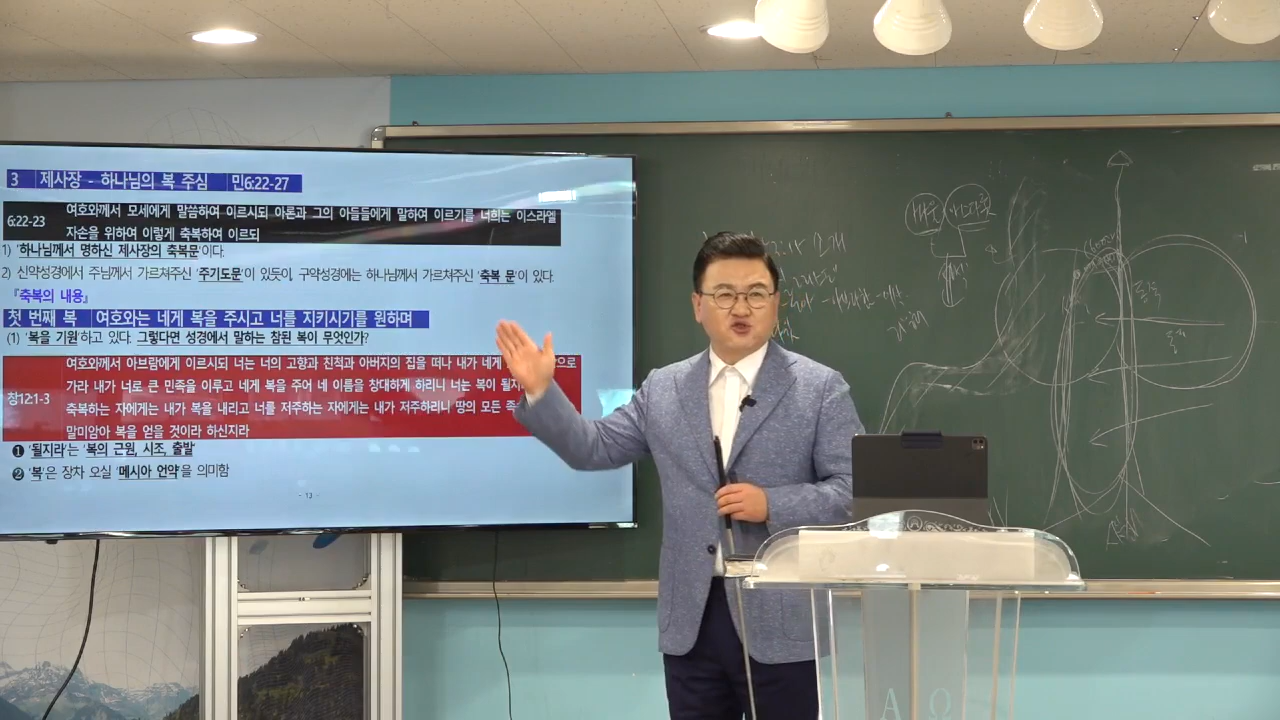 3 제사장 - 하나님의 복 주심 민6:22-27
6:22-23
여호와께서 모세에게 말씀하여 이르시되 아론과 그의 아들들에게 말하여 이르기를 너희는 이스라엘
자손을 위하여 이렇게 축복하여 이르되
1) '하나님께서 명하신 제사장의 축복문'이다.
2) 신약성경에서 주님께서 가르쳐주신 '주기도문'이 있듯이, 구약성경에는 하나님께서 가르쳐주신 '축복 문'이 있다.
『축복의 내용』
첫 번째 복 여호와는 네게 복을 주시고 너를 지키시기를 원하며
(1) '복을 기원'하고 있다. 그렇다면 성경에서 말하는 참된 복이 무엇인가?
창12:1-3
여호와께서 아브람에게 이르시되 너는 너의 고향과 친척과 아버지의 집을 떠나 내가 네게 으로
가라 내가 너로 큰 민족을 이루고 네게 복을 주어 네 이름을 창대하게 하리니 너는 복이 될지
축복하는 자에게는 내가 복을 내리고 너를 저주하는 자에게는 내가 저주하리니 땅의 모든 족
말미암아 복을 얻을 것이라 하신지라
❶ '될지라'는 '복의 근원, 시조, 출발'
❷ '복'은 장차 오실 '메시아 언약'을 의미함
- 13 -
소개
Α Ω